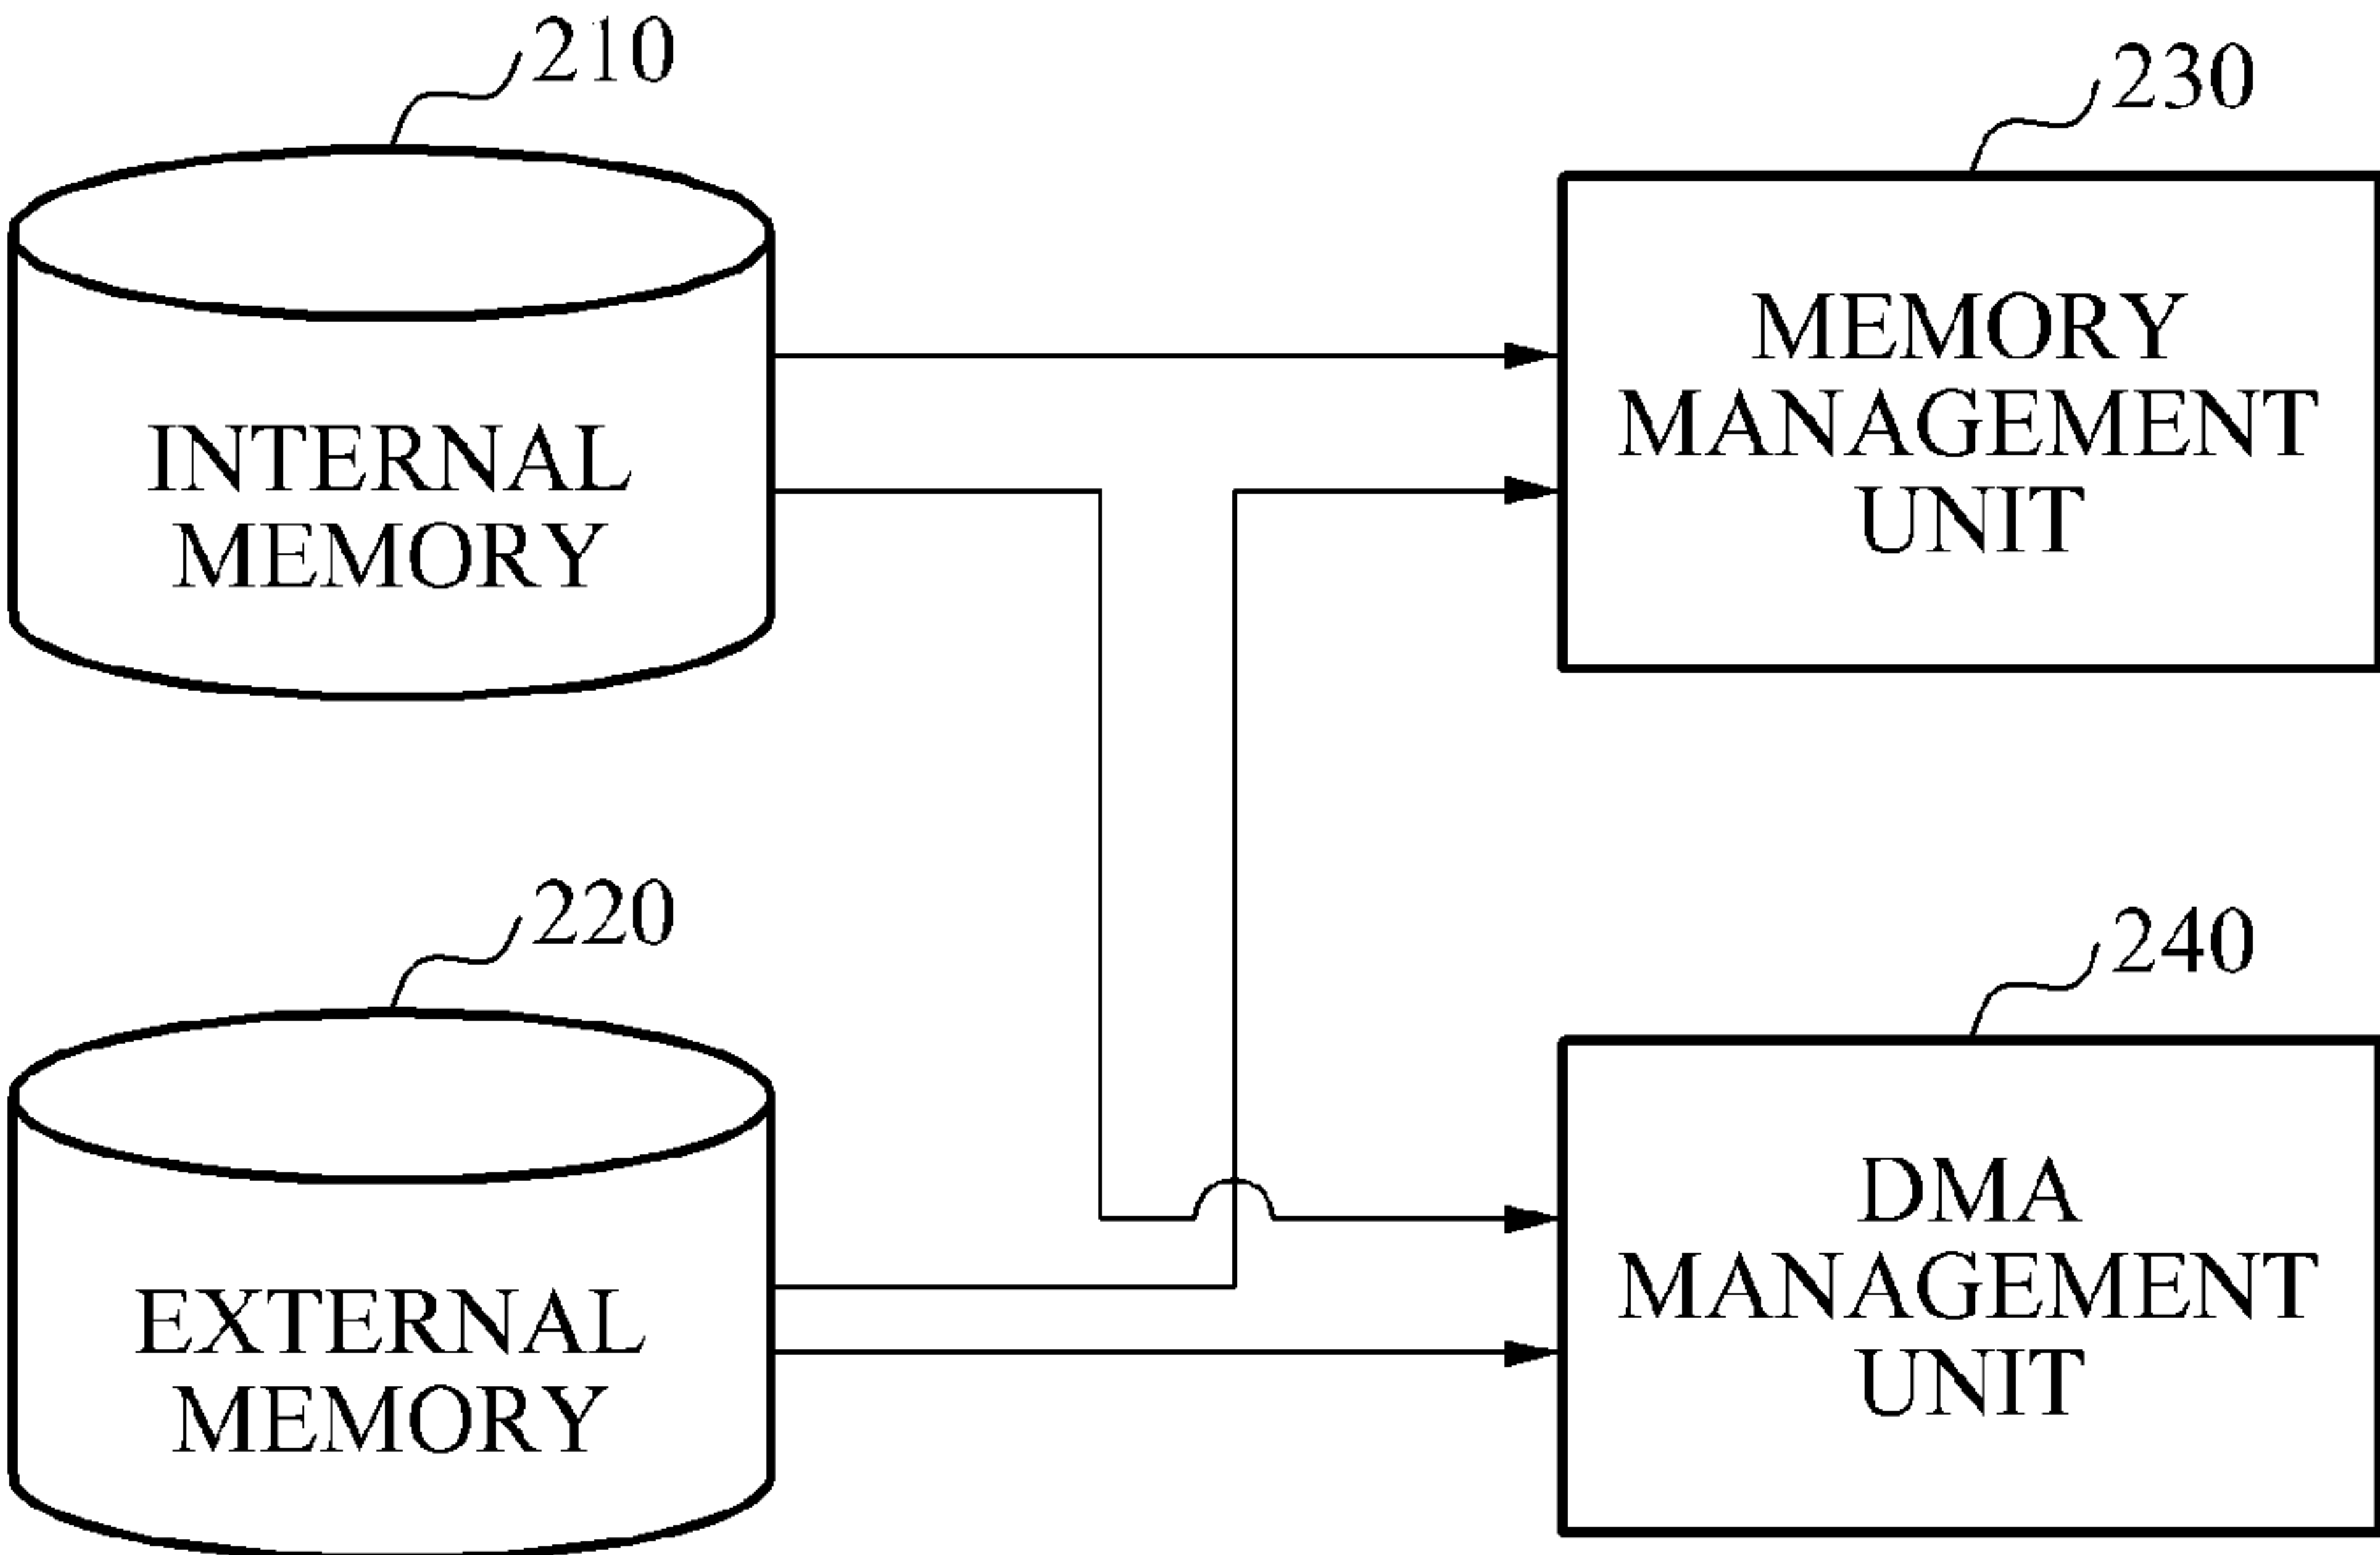 210
230
INTERNAL
MEMORY
MEMORY
MANAGEMENT
UNIT
220
240
EXTERNAL
MEMORY
DMA
MANAGEMENT
UNIT